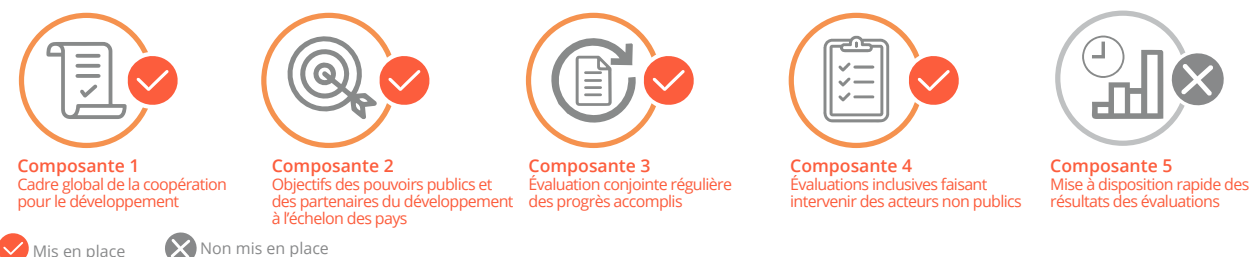 Composante 1
Cadre global de la coopération
pour le développement
Composante 2
Objectifs des pouvoirs publics et
des partenaires du développement
à l’échelon des pays
Composante 3
Évaluation conjointe régulière
des progrès accomplis
Composante 4
Évaluations inclusives faisant
intervenir des acteurs non publics
Composante 5
Mise à disposition rapide des
résultats des évaluations
Mis en place
Non mis en place